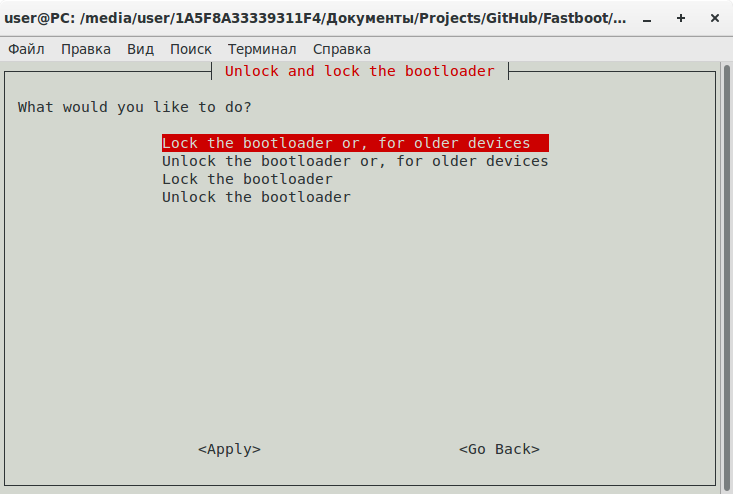 user@PC: /media/user/1A5F8A33339311F4/Документы/Projects/GitHub/Fastboot/...
Файл Правка Вид Поиск Терминал Справка
Unlock and lock the bootloader
What would you like to do?
Lock the bootloader or, for older devices
Unlock the bootloader or, for older devices
Lock the bootloader
Unlock the bootloader
<Apply> <Go Back>